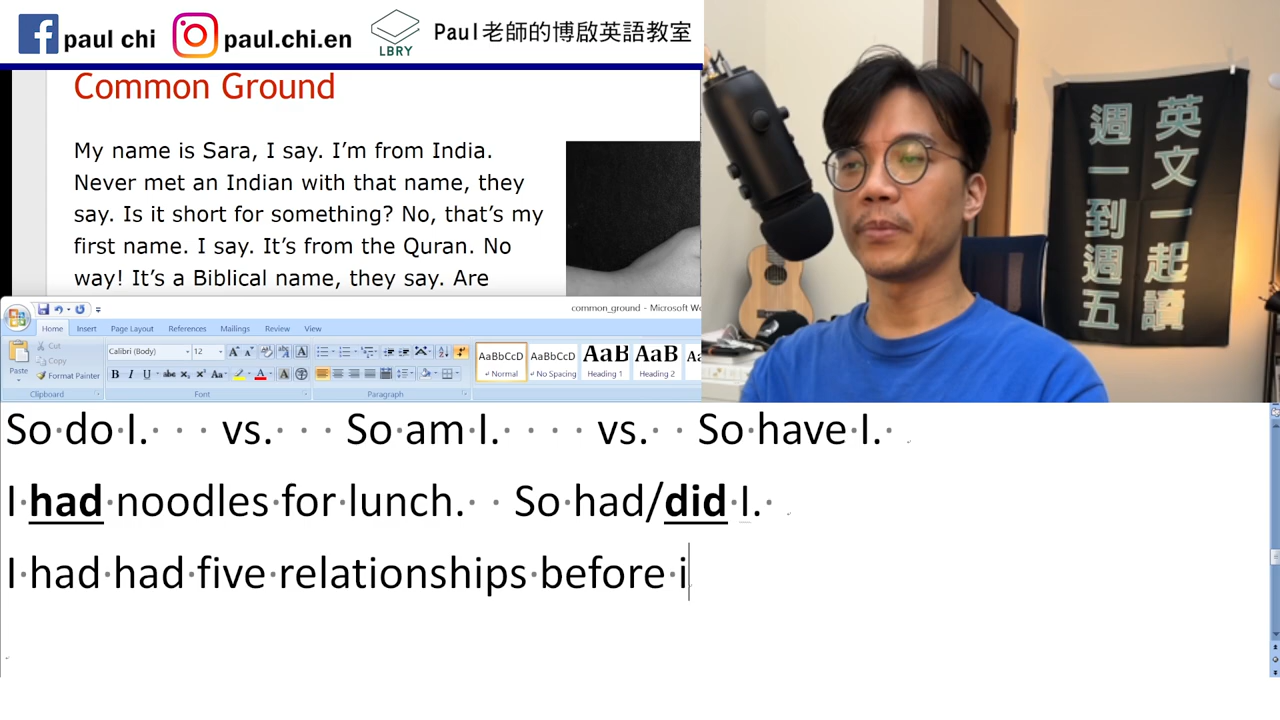 paul chi
paul.chi.en
LBRY
Paul老師的博啟英語教室
Common Ground
My name is Sara, I say. I'm from India.
Never met an Indian with that name, they
say. Is it short for something? No, that's my
first name. I say. It's from the Quran. No
way! It's a Biblical name, they say. Are
英文一起讀
週一到週五
common_ground - Microsoft Wo
Home Insert Page Layout References Mailings Review View
Cut
Copy
Paste
Format Painter
Calibri (Body) 12
AaBbCcD AaBbCcD AaB AaB
Normal No Spacing Heading 1 Heading 2
Clipboard Font Paragraph
So do I. vs. So am I. vs. So have I.
I had noodles for lunch. So had/did I.
I had had five relationships before i